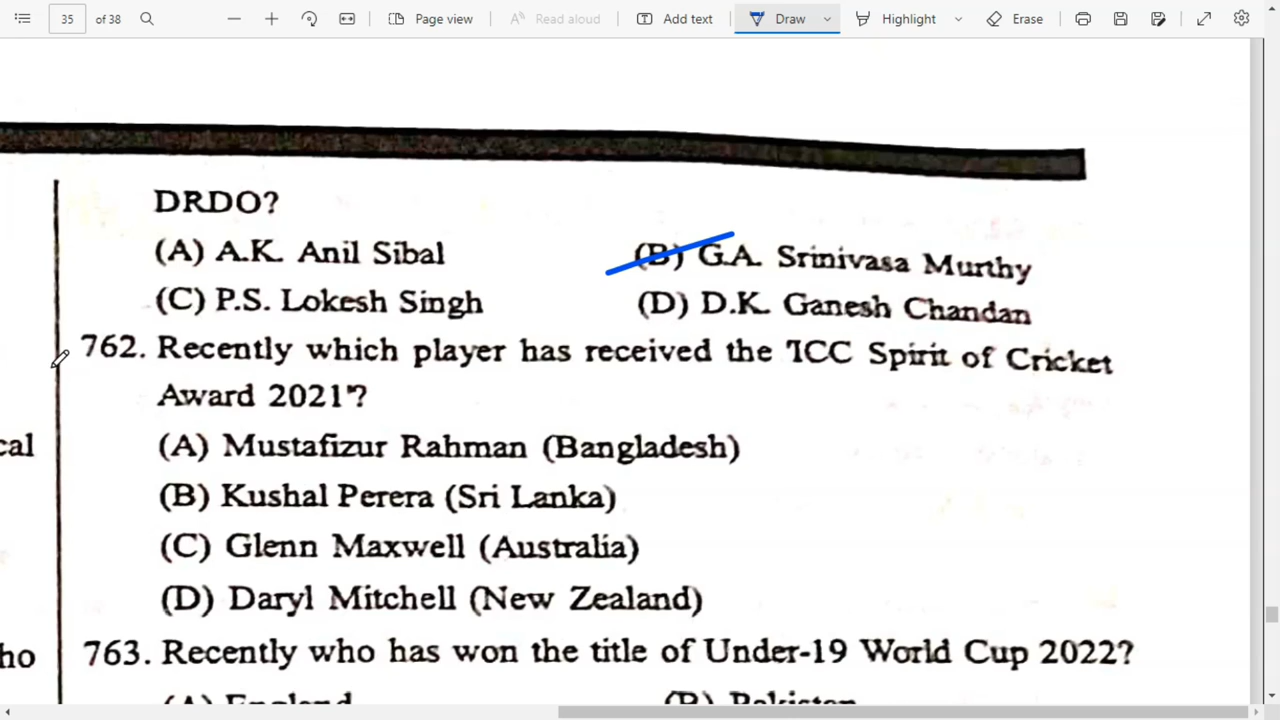 35 of 38 Page view Read aloud Add text Draw Highlight Erase
DRDO?
(A) A.K. Anil Sibal (B) G.A. Srinivasa Murthy
(C) P.S. Lokesh Singh (D) D.K. Ganesh Chandan
762. Recently which player has received the 'ICC Spirit of Cricket
Award 2021'?
cal
(A) Mustafizur Rahman (Bangladesh)
(B) Kushal Perera (Sri Lanka)
(C) Glenn Maxwell (Australia)
(D) Daryl Mitchell (New Zealand)
ho
763. Recently who has won the title of Under-19 World Cup 2022?
(A) England (B) Pakistan